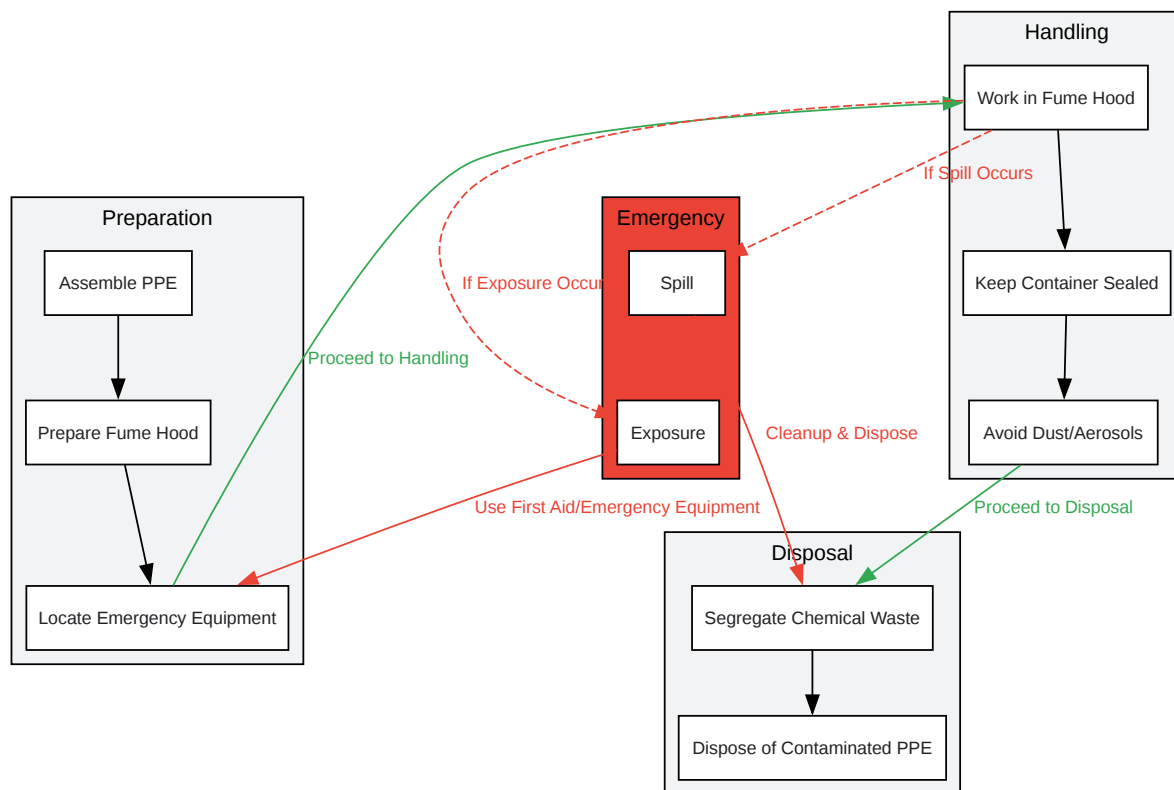 Handling
Work in Fume Hood
If Spill Occurs
Preparation
Emergency
Assemble PPE
If Exposure Occur
Spill
Keep Container Sealed
Proceed to Handling
Prepare Fume Hood
Exposure
Cleanup & Dispose
Avoid Dust/Aerosols
Use First Aid/Emergency Equipment
Proceed to Disposal
Disposal
Locate Emergency Equipment
Segregate Chemical Waste
Dispose of Contaminated PPE